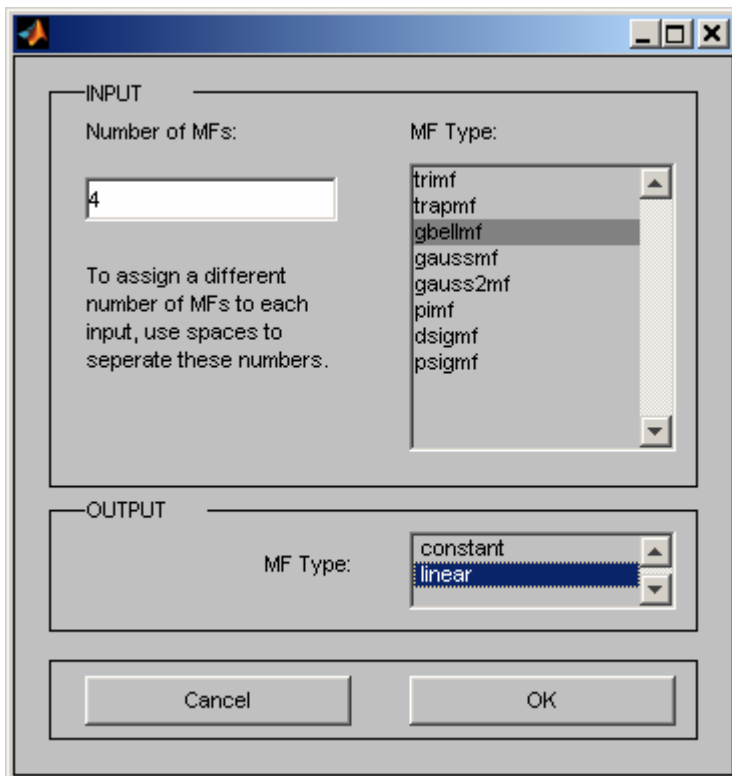 INPUT
Number of MFs:
4
To assign a different
number of MFs to each
input, use spaces to
seperate these numbers.
MF Type:
trimf
trapmf
gbellmf
gaussmf
gauss2mf
pimf
dsigmf
psigmf
OUTPUT
MF Type:
constant
linear
Cancel
OK